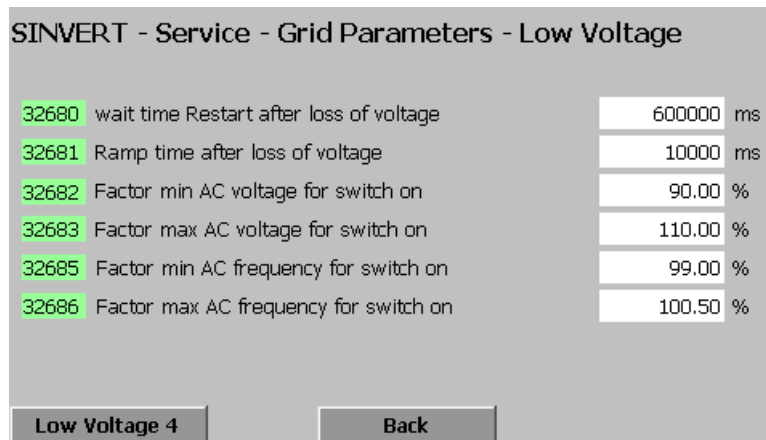 SINVERT - Service - Grid Parameters - Low Voltage
32680 wait time Restart after loss of voltage 600000 ms
32681 Ramp time after loss of voltage 10000 ms
32682 Factor min AC voltage for switch on 90.00 %
32683 Factor max AC voltage for switch on 110.00 %
32685 Factor min AC frequency for switch on 99.00 %
32686 Factor max AC frequency for switch on 100.50 %
Low Voltage 4 Back